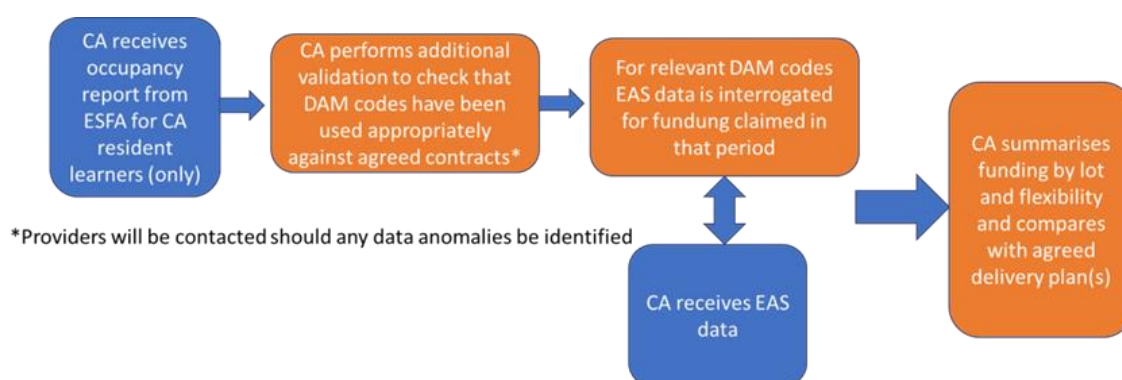 CA receives
occupancy
report from
ESFA for CA
resident
learners (only)
CA performs additional
validation to check that
DAM codes have been
used appropriately
against agreed contracts*
For relevant DAM codes
EAS data is interrogated
for fundung claimed in
that period
CA summarises
funding by lot
and flexibility
and compares
with agreed
delivery plan(s)
*Providers will be contacted should any data anomalies be identified
CA receives EAS
data